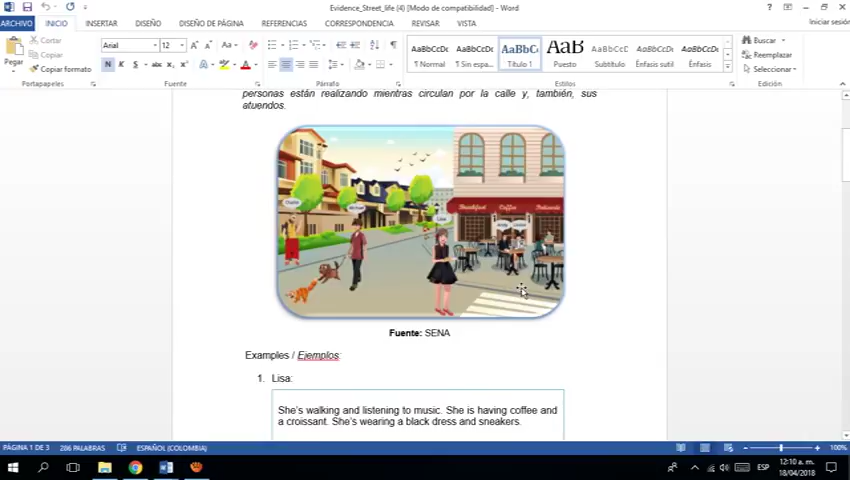 Evidence_Street_life (4) [Modo de compatibilidad] - Word
ARCHIVO INICIO INSERTAR DISEÑO DISEÑO DE PÁGINA REFERENCIAS CORRESPONDENCIA REVISAR VISTA Iniciar sesión
Pegar
Cortar
Copiar
Copiar formato
Portapapeles
Arial 12
N K S abc
Fuente
Párrafo
AaBbCcDc AaBbCcDc AaBbCc AaB AaBbCcD AaBbCcDc AaBbCcDc
¶ Normal ¶ Sin espa... Título 1 Puesto Subtítulo Énfasis sutil Énfasis
Estilos
Buscar
Reemplazar
Seleccionar
Edición
personas están realizando mientras circulan por la calle y, también, sus
atuendos.
Michael
Lisa
Breakfast Coffee
Fuente: SENA
Examples / Ejemplos:
1. Lisa:
She's walking and listening to music. She is having coffee and
a croissant. She's wearing a black dress and sneakers.
PÁGINA 1 DE 3 206 PALABRAS ESPAÑOL (COLOMBIA) 100%
ESP
12:10 a. m.
18/04/2018